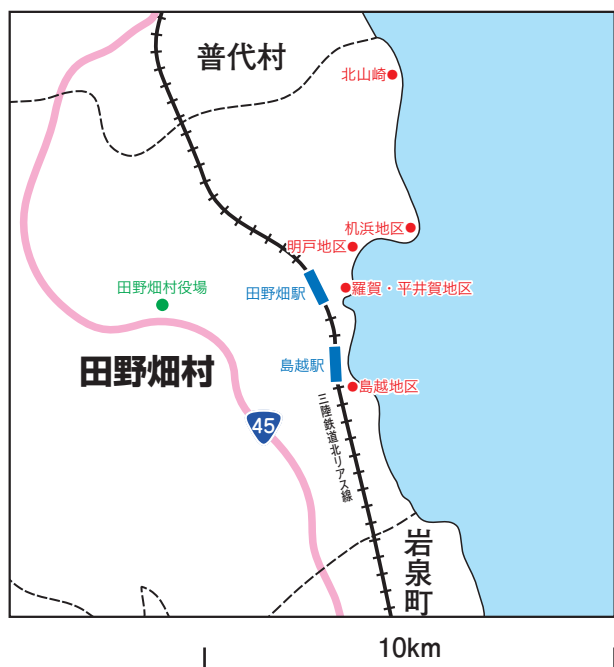 普代村
北山崎
机浜地区
明戸地区
田野畑村役場
田野畑駅
羅賀・平井賀地区
島越駅
田野畑村
島越地区
45
三陸鉄道北リアス線
岩泉町
10km